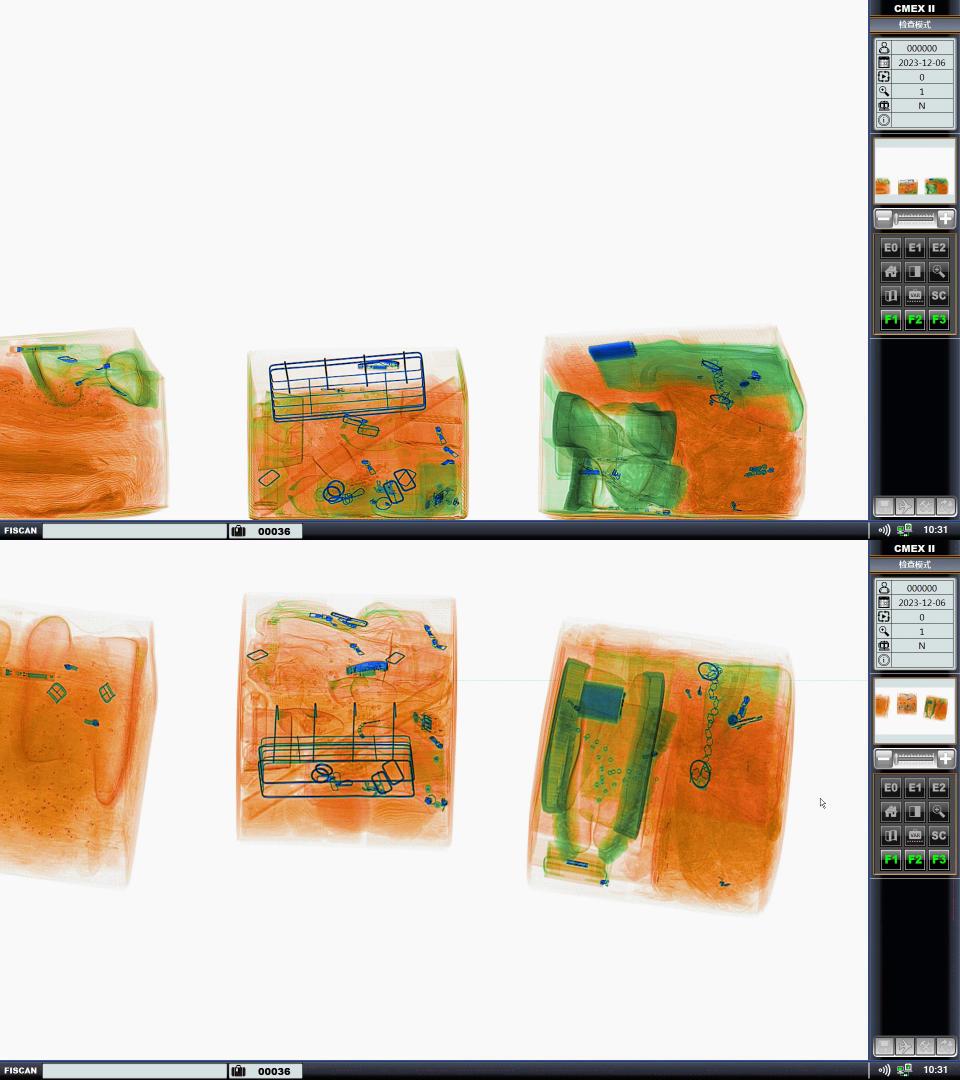 CMEX II
检查模式
000000
2023-12-06
0
1
N
E0 E1 E2
VAR SC
F1 F2 F3
FISCAN 00036 10:31
CMEX II
检查模式
000000
2023-12-06
0
1
N
E0 E1 E2
VAR SC
F1 F2 F3
FISCAN 00036 10:31